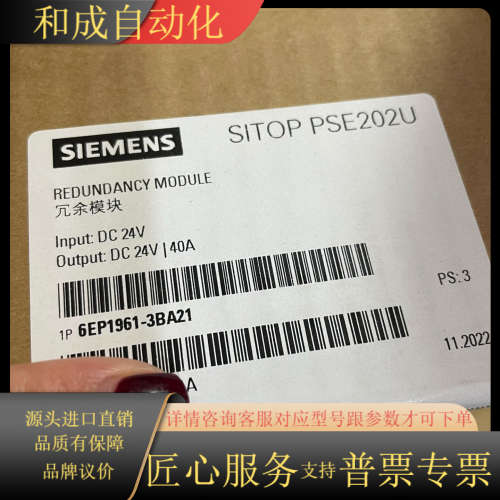 和成自动化
SIEMENS
SITOP PSE202U
REDUNDANCY MODULE
冗余模块
Input: DC 24V
Output: DC 24V | 40A
PS: 3
1P 6EP1961-3BA21
11.2022
A
源头进口直销
品质有保障
品牌议价
详情咨询客服对应型号跟参数才可下单
匠心服务支持普票专票